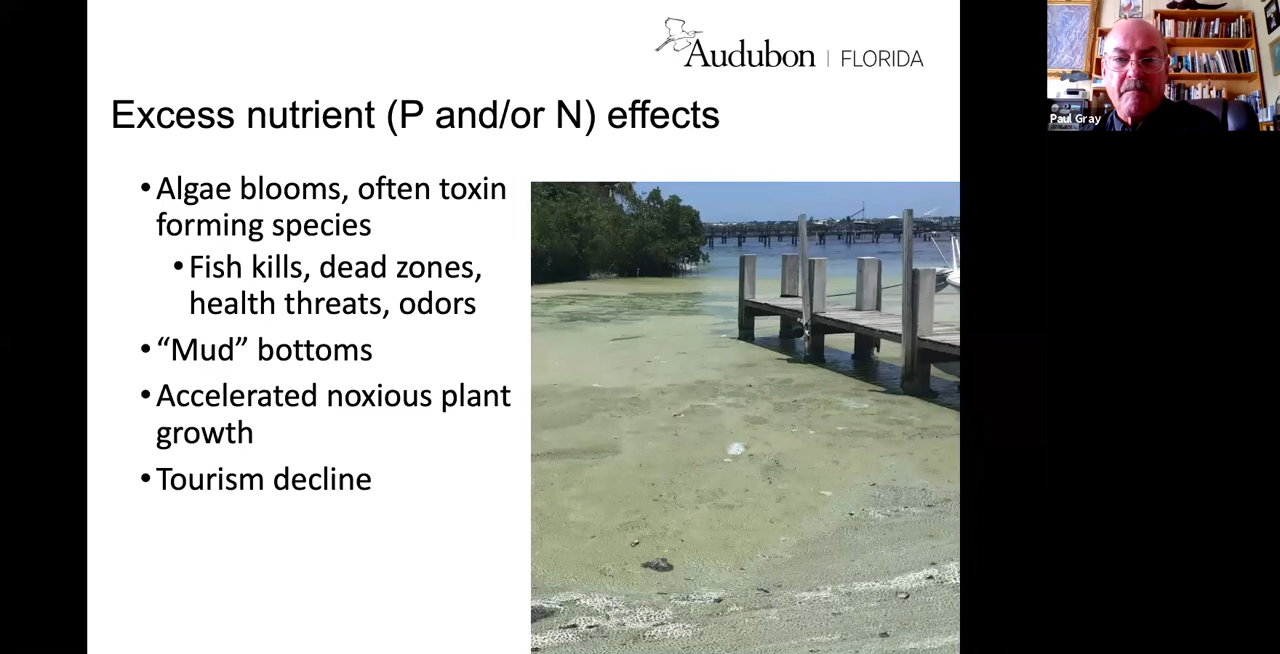 Audubon | FLORIDA
Paul Gray
Excess nutrient (P and/or N) effects
• Algae blooms, often toxin
forming species
• Fish kills, dead zones,
health threats, odors
• “Mud” bottoms
• Accelerated noxious plant
growth
• Tourism decline